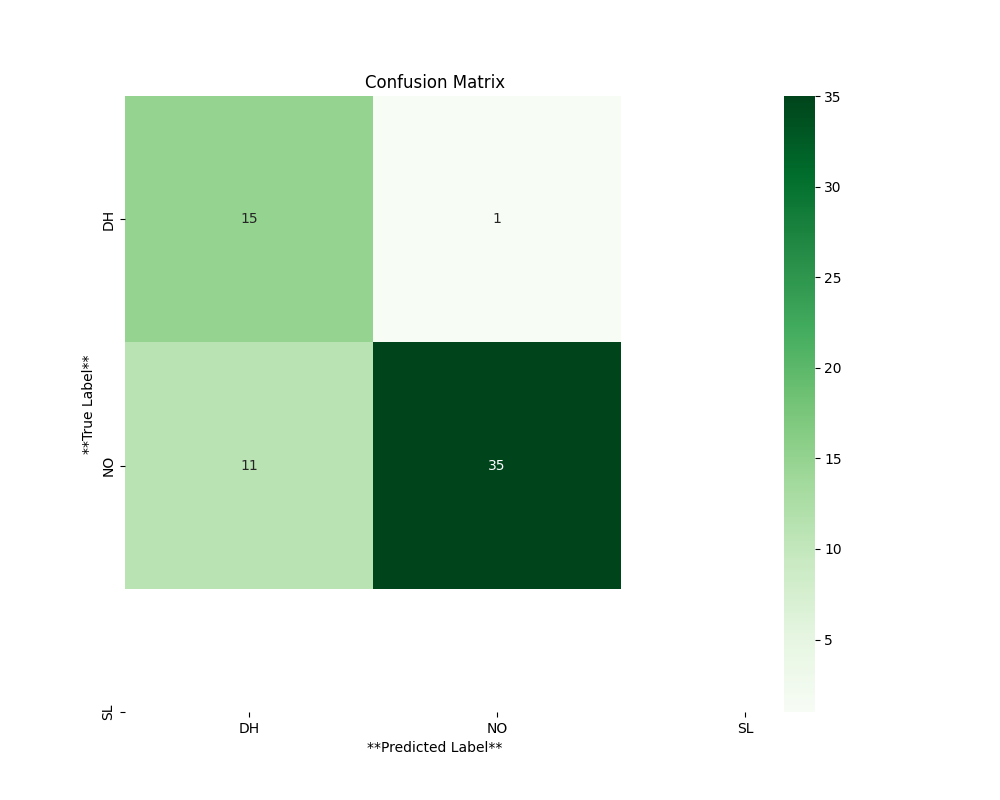 Confusion Matrix
**True Label**
DH
15
1
NO
11
35
SL
DH
NO
SL
**Predicted Label**
35
30
25
20
15
10
5